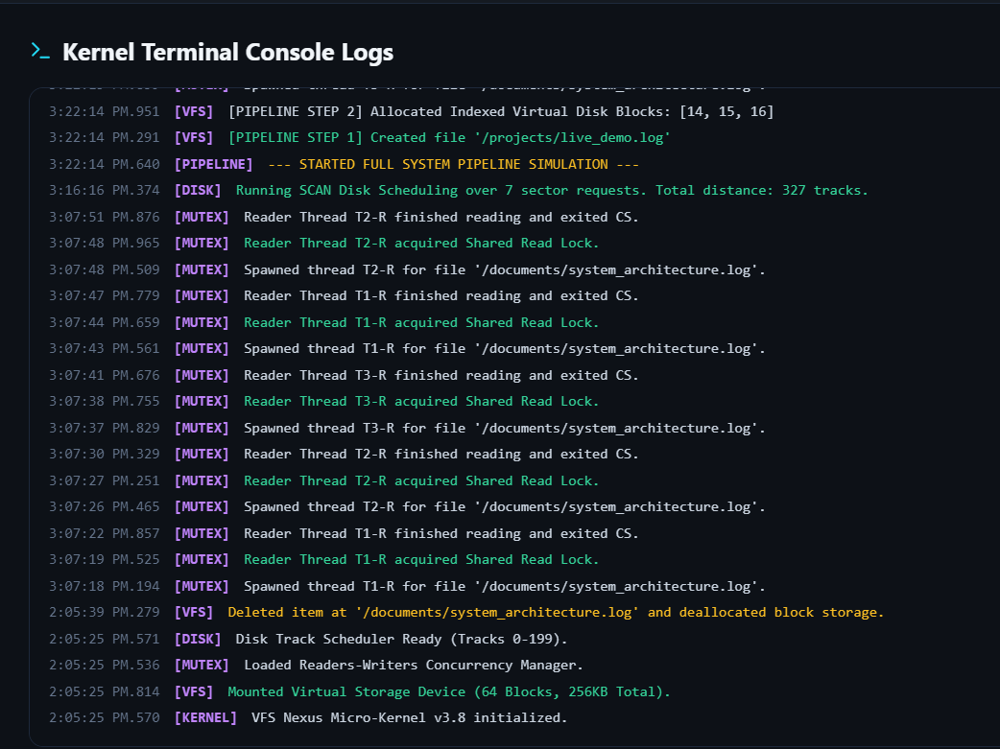 >_ Kernel Terminal Console Logs
[MUTEX] Spawned thread T3-R for file '/documents/system_architecture.log'.
3:22:14 PM.951 [VFS] [PIPELINE STEP 2] Allocated Indexed Virtual Disk Blocks: [14, 15, 16]
3:22:14 PM.291 [VFS] [PIPELINE STEP 1] Created file '/projects/live_demo.log'
3:22:14 PM.640 [PIPELINE] --- STARTED FULL SYSTEM PIPELINE SIMULATION ---
3:16:16 PM.374 [DISK] Running SCAN Disk Scheduling over 7 sector requests. Total distance: 327 tracks.
3:07:51 PM.876 [MUTEX] Reader Thread T2-R finished reading and exited CS.
3:07:48 PM.965 [MUTEX] Reader Thread T2-R acquired Shared Read Lock.
3:07:48 PM.509 [MUTEX] Spawned thread T2-R for file '/documents/system_architecture.log'.
3:07:47 PM.779 [MUTEX] Reader Thread T1-R finished reading and exited CS.
3:07:44 PM.659 [MUTEX] Reader Thread T1-R acquired Shared Read Lock.
3:07:43 PM.561 [MUTEX] Spawned thread T1-R for file '/documents/system_architecture.log'.
3:07:41 PM.676 [MUTEX] Reader Thread T3-R finished reading and exited CS.
3:07:38 PM.755 [MUTEX] Reader Thread T3-R acquired Shared Read Lock.
3:07:37 PM.829 [MUTEX] Spawned thread T3-R for file '/documents/system_architecture.log'.
3:07:30 PM.329 [MUTEX] Reader Thread T2-R finished reading and exited CS.
3:07:27 PM.251 [MUTEX] Reader Thread T2-R acquired Shared Read Lock.
3:07:26 PM.465 [MUTEX] Spawned thread T2-R for file '/documents/system_architecture.log'.
3:07:22 PM.857 [MUTEX] Reader Thread T1-R finished reading and exited CS.
3:07:19 PM.525 [MUTEX] Reader Thread T1-R acquired Shared Read Lock.
3:07:18 PM.194 [MUTEX] Spawned thread T1-R for file '/documents/system_architecture.log'.
2:05:39 PM.279 [VFS] Deleted item at '/documents/system_architecture.log' and deallocated block storage.
2:05:25 PM.571 [DISK] Disk Track Scheduler Ready (Tracks 0-199).
2:05:25 PM.536 [MUTEX] Loaded Readers-Writers Concurrency Manager.
2:05:25 PM.814 [VFS] Mounted Virtual Storage Device (64 Blocks, 256KB Total).
2:05:25 PM.570 [KERNEL] VFS Nexus Micro-Kernel v3.8 initialized.